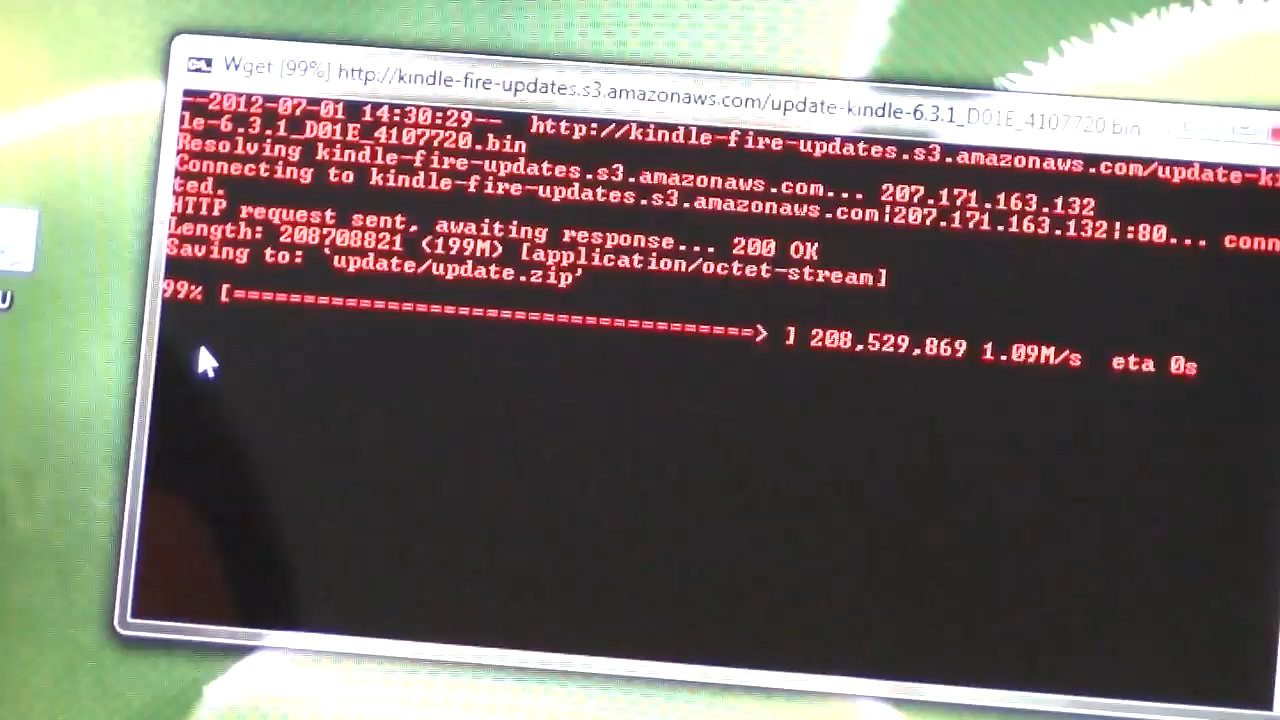 Wget [99%] http://kindle-fire-updates.s3.amazonaws.com/update-kindle-6.3.1_D01E_4107720.bin
--2012-07-01 14:30:29-- http://kindle-fire-updates.s3.amazonaws.com/update-ki
le-6.3.1_D01E_4107720.bin
Resolving kindle-fire-updates.s3.amazonaws.com... 207.171.163.132
Connecting to kindle-fire-updates.s3.amazonaws.com|207.171.163.132|:80... conn
ted.
HTTP request sent, awaiting response... 200 OK
Length: 208708821 (199M) [application/octet-stream]
Saving to: `update/update.zip'
99% [======================================> ] 208,529,869 1.09M/s eta 0s
U